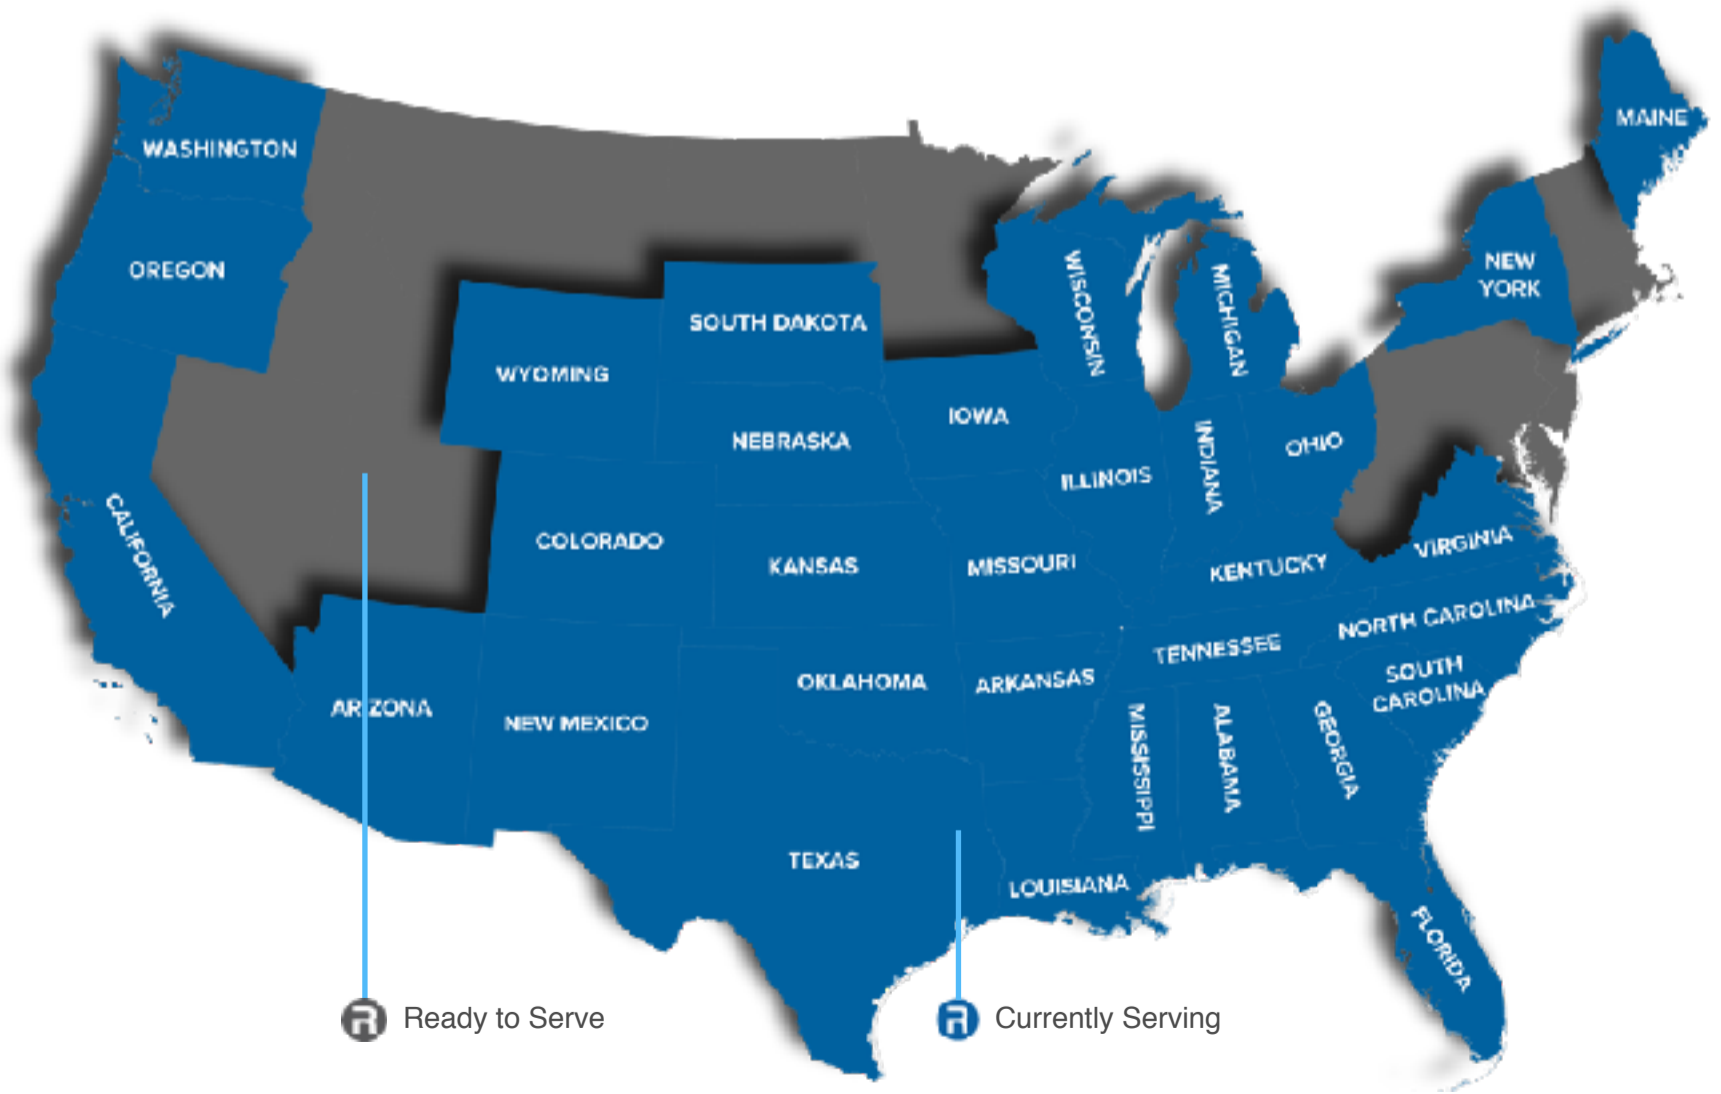 MAINE
WASHINGTON
OREGON
NEW
YORK
WISCONSIN
MICHIGAN
SOUTH DAKOTA
WYOMING
IOWA
NEBRASKA
OHIO
ILLINOIS
INDIANA
CALIFORNIA
COLORADO
KANSAS
MISSOURI
KENTUCKY
VIRGINIA
NORTH CAROLINA
TENNESSEE
SOUTH
CAROLINA
OKLAHOMA
ARKANSAS
ARIZONA
NEW MEXICO
MISSISSIPPI
ALABAMA
GEORGIA
TEXAS
LOUISIANA
FLORIDA
R Ready to Serve
R Currently Serving